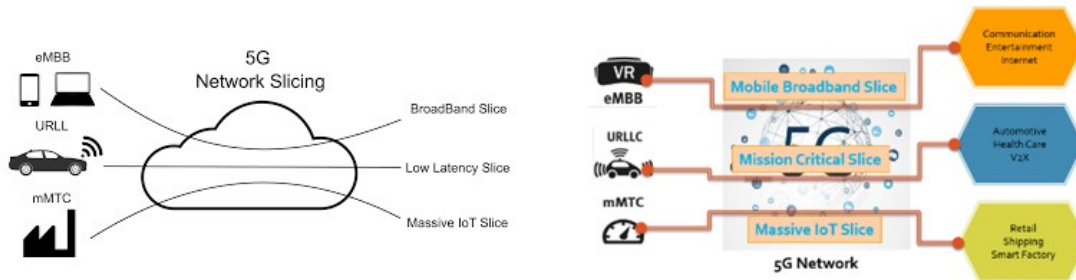 5G
Network Slicing
eMBB
URLL
mMTC
BroadBand Slice
Low Latency Slice
Massive IoT Slice
VR
eMBB
URLLC
mMTC
Mobile Broadband Slice
5G
Mission Critical Slice
Massive IoT Slice
5G Network
Communication
Entertainment
Internet
Automotive
Health Care
V2X
Retail
Shipping
Smart Factory